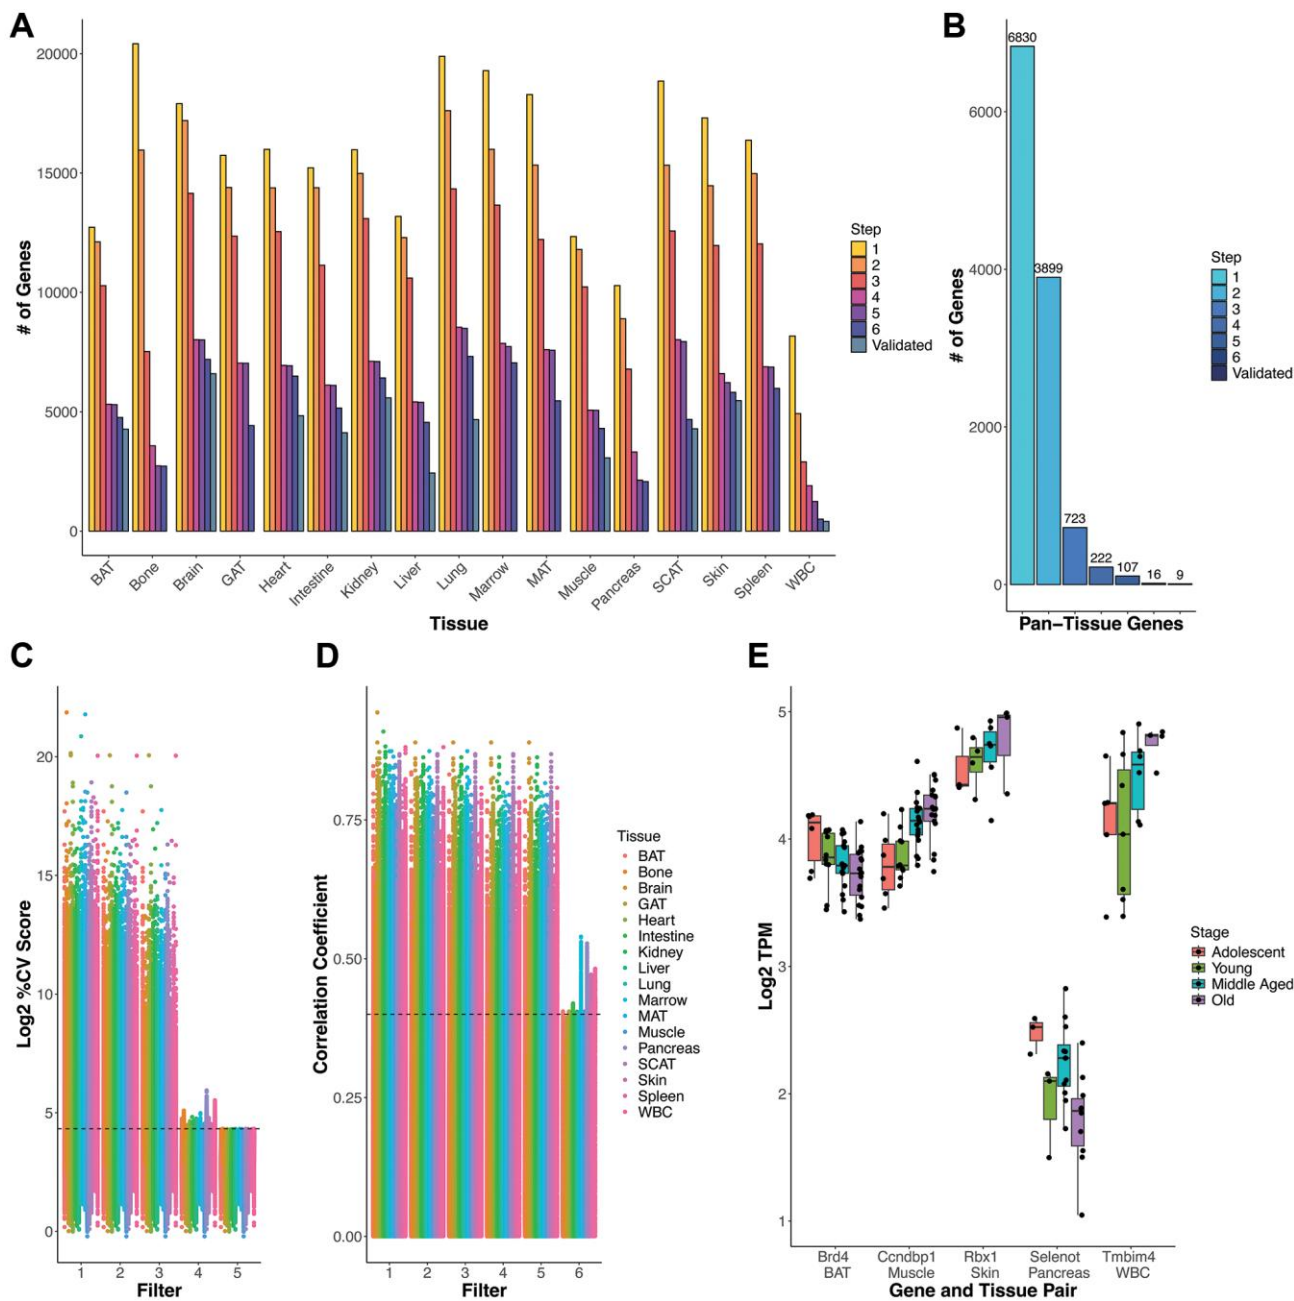 A
# of Genes
20000
15000
10000
5000
0
BAT
Bone
Brain
GAT
Heart
Intestine
Kidney
Liver
Lung
Marrow
MAT
Muscle
Pancreas
SCAT
Skin
Spleen
WBC
Tissue
Step
1
2
3
4
5
6
Validated
B
# of Genes
6000
4000
2000
0
6830
3899
723
222
107
16
9
Pan−Tissue Genes
Step
1
2
3
4
5
6
Validated
C
Log2 %CV Score
20
15
10
5
0
1 2 3 4 5
Filter
D
Correlation Coefficient
0.75
0.50
0.25
0.00
1 2 3 4 5 6
Filter
Tissue
BAT
Bone
Brain
GAT
Heart
Intestine
Kidney
Liver
Lung
Marrow
MAT
Muscle
Pancreas
SCAT
Skin
Spleen
WBC
E
Log2 TPM
5
4
3
2
1
Brd4 Ccndbp1 Rbx1 Selenot Tmbim4
BAT Muscle Skin Pancreas WBC
Gene and Tissue Pair
Stage
Adolescent
Young
Middle Aged
Old